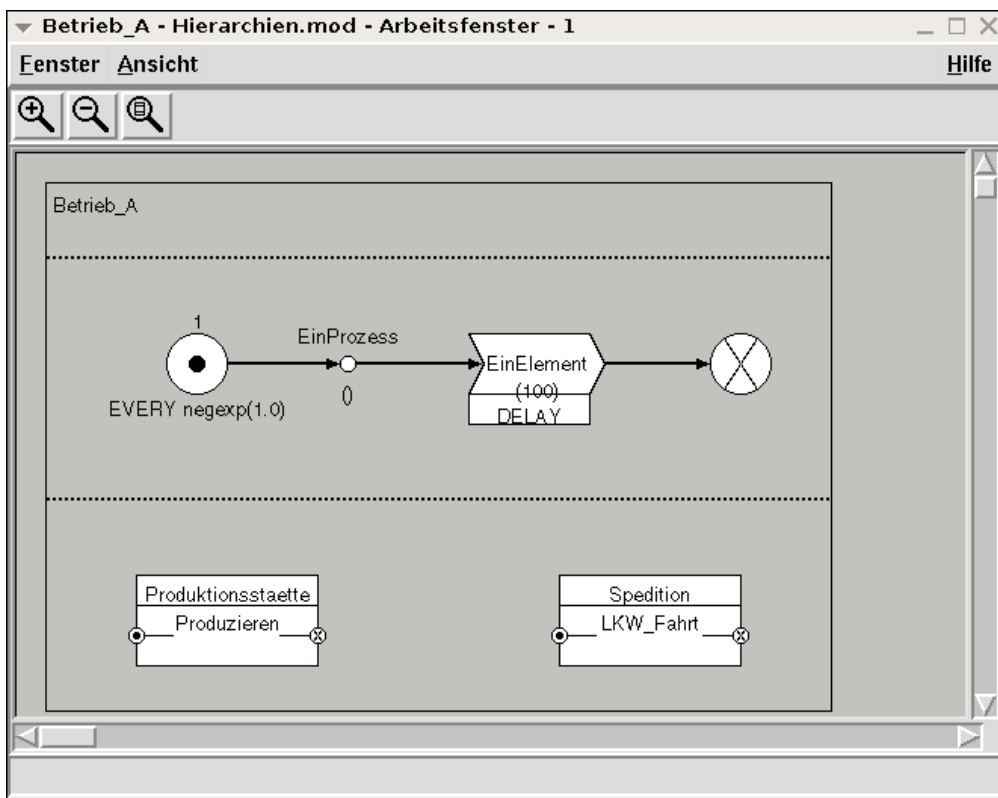 Betrieb_A - Hierarchien.mod - Arbeitsfenster - 1
Fenster Ansicht Hilfe
Betrieb_A
1
EinProzess
EVERY negexp(1.0)
()
EinElement
(100)
DELAY
Produktionsstaette
Produzieren
Spedition
LKW_Fahrt